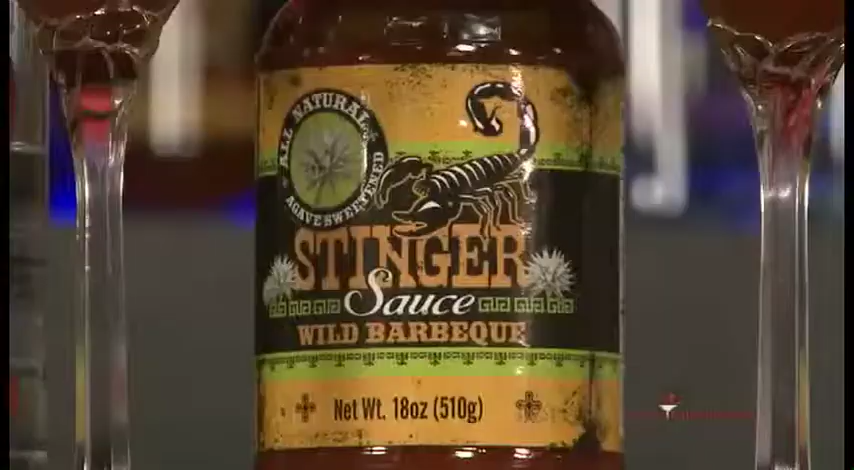 ALL NATURAL
AGAVE SWEETENED
STINGER
Sauce
WILD BARBEQUE
Net Wt. 18oz (510g)